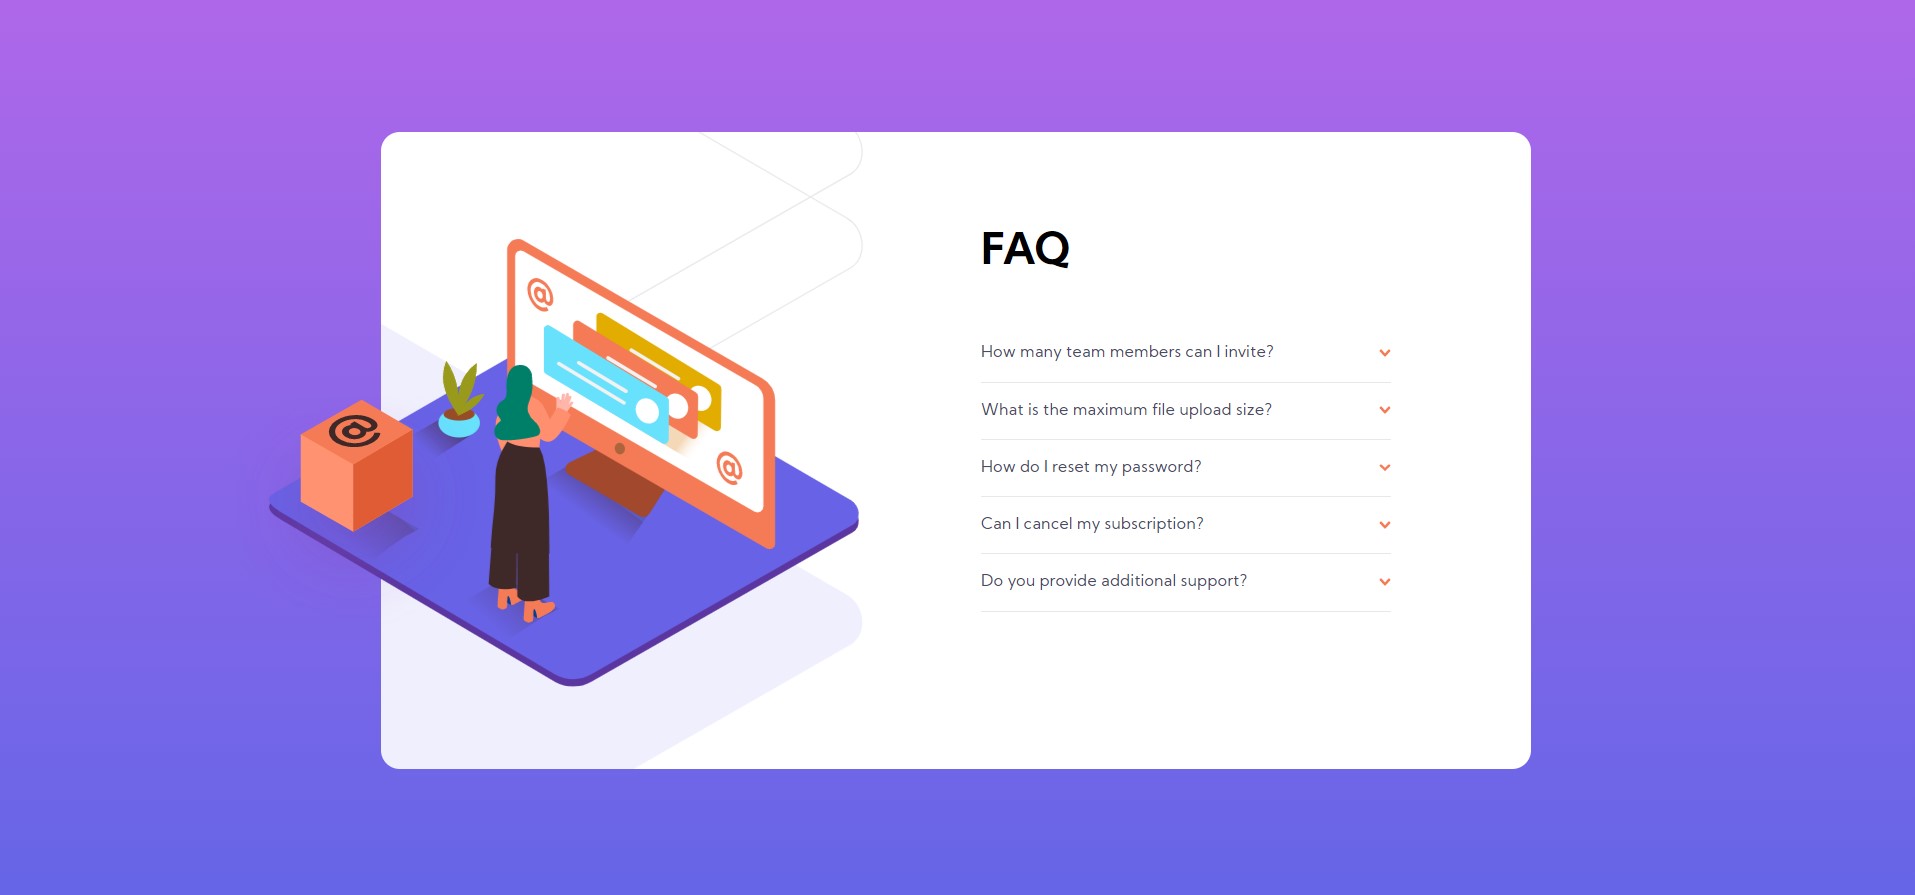 FAQ
How many team members can I invite?
What is the maximum file upload size?
How do I reset my password?
Can I cancel my subscription?
Do you provide additional support?
@
@
@